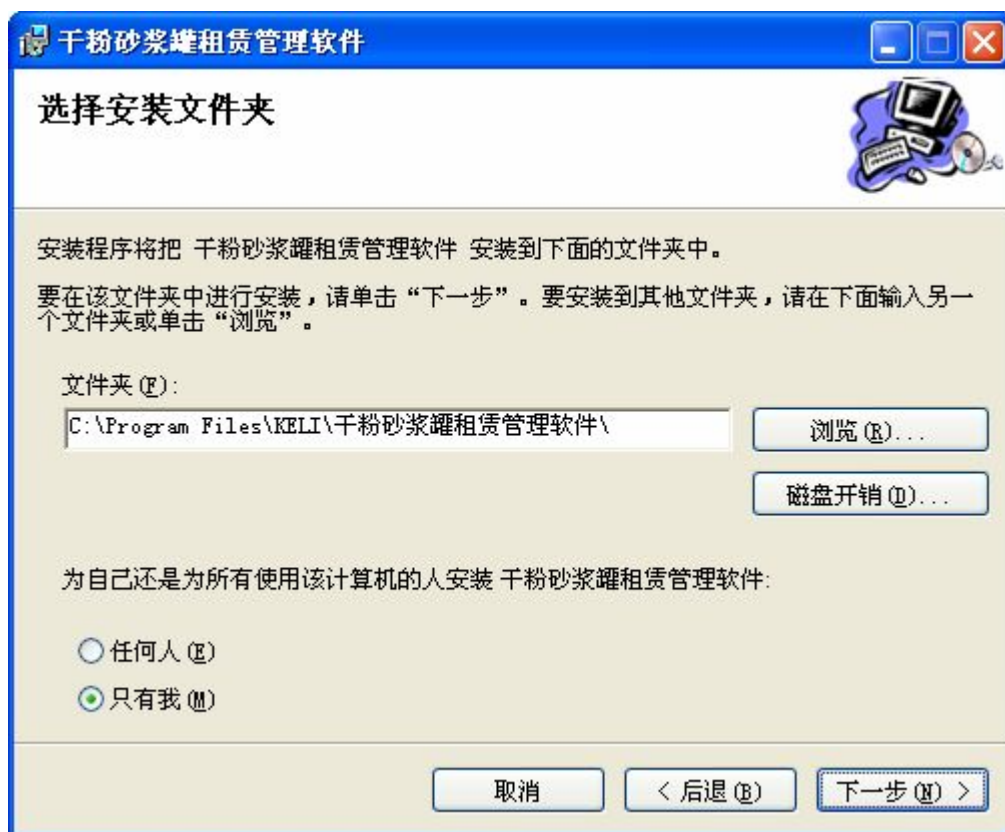 干粉砂浆罐租赁管理软件
选择安装文件夹
安装程序将把 干粉砂浆罐租赁管理软件 安装到下面的文件夹中。
要在该文件夹中进行安装，请单击“下一步”。要安装到其他文件夹，请在下面输入另一
个文件夹或单击“浏览”。
文件夹(F):
C:\Program Files\KELI\干粉砂浆罐租赁管理软件\
浏览(R)...
磁盘开销(D)...
为自己还是为所有使用该计算机的人安装 干粉砂浆罐租赁管理软件:
任何人(E)
只有我(M)
取消
< 后退(B)
下一步(N) >